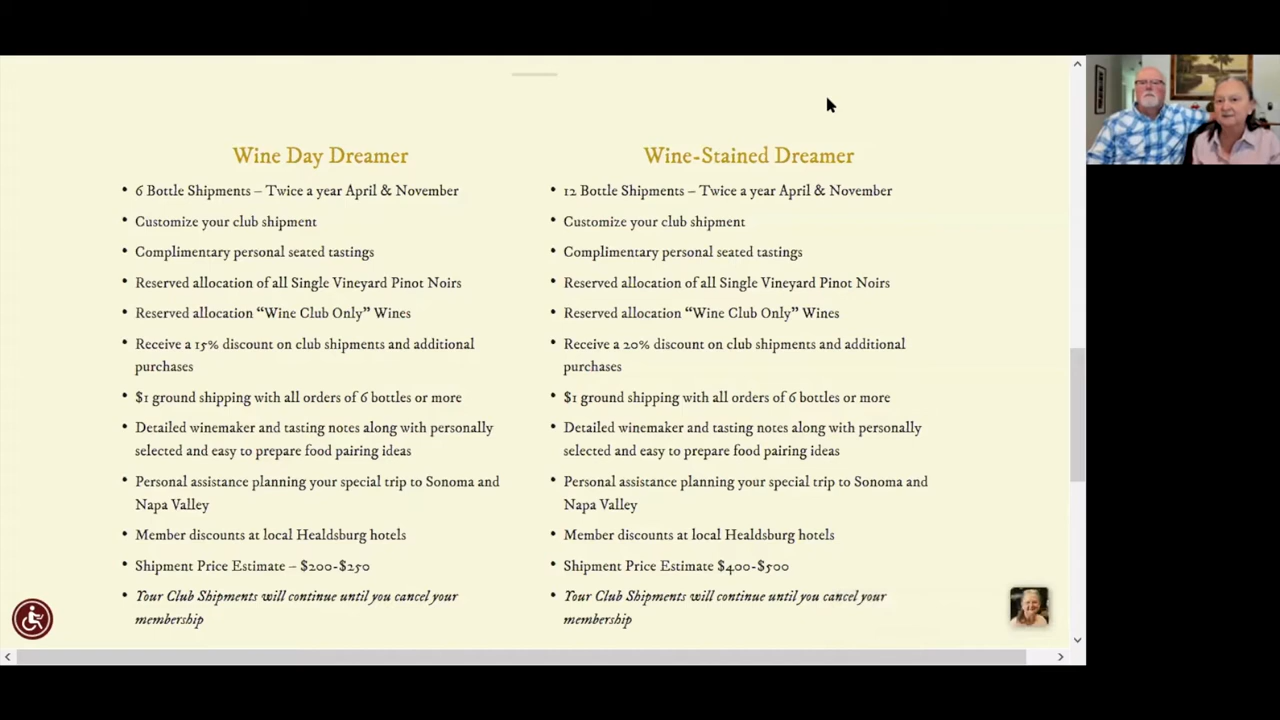 Wine Day Dreamer
• 6 Bottle Shipments – Twice a year April & November
• Customize your club shipment
• Complimentary personal seated tastings
• Reserved allocation of all Single Vineyard Pinot Noirs
• Reserved allocation “Wine Club Only” Wines
• Receive a 15% discount on club shipments and additional
purchases
• $1 ground shipping with all orders of 6 bottles or more
• Detailed winemaker and tasting notes along with personally
selected and easy to prepare food pairing ideas
• Personal assistance planning your special trip to Sonoma and
Napa Valley
• Member discounts at local Healdsburg hotels
• Shipment Price Estimate – $200-$250
• Your Club Shipments will continue until you cancel your
membership
Wine-Stained Dreamer
• 12 Bottle Shipments – Twice a year April & November
• Customize your club shipment
• Complimentary personal seated tastings
• Reserved allocation of all Single Vineyard Pinot Noirs
• Reserved allocation “Wine Club Only” Wines
• Receive a 20% discount on club shipments and additional
purchases
• $1 ground shipping with all orders of 6 bottles or more
• Detailed winemaker and tasting notes along with personally
selected and easy to prepare food pairing ideas
• Personal assistance planning your special trip to Sonoma and
Napa Valley
• Member discounts at local Healdsburg hotels
• Shipment Price Estimate $400-$500
• Your Club Shipments will continue until you cancel your
membership